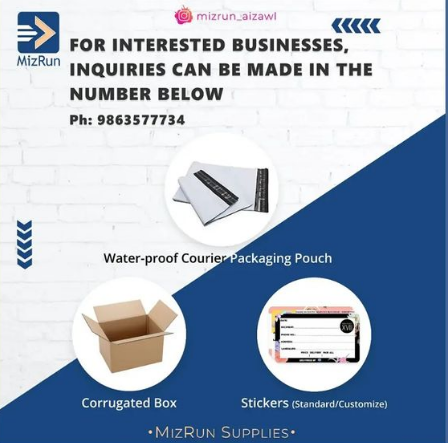 mizrun_aizawl
MizRun
FOR INTERESTED BUSINESSES,
INQUIRIES CAN BE MADE IN THE
NUMBER BELOW
Ph: 9863577734
Water-proof Courier Packaging Pouch
Corrugated Box
Stickers (Standard/Customize)
•MIZRUN SUPPLIES•